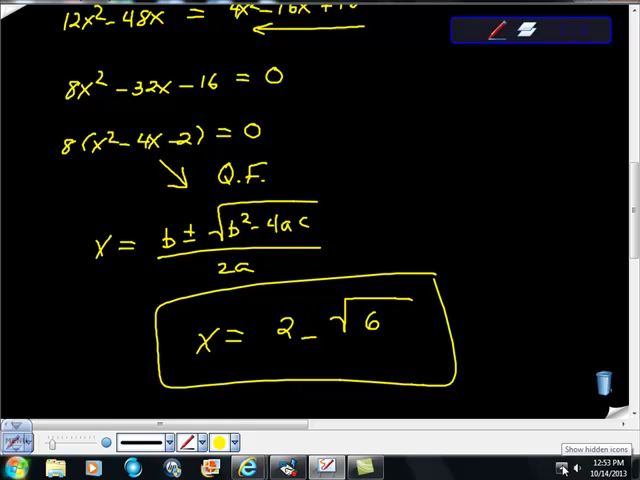 12x² - 48x = 4x² - 16x + 16
8x² - 32x - 16 = 0
8(x² - 4x - 2) = 0
Q.F.
x = b ± √b² - 4ac
2a
x = 2 - √6
MENU
Show hidden icons
12:53 PM
10/14/2013